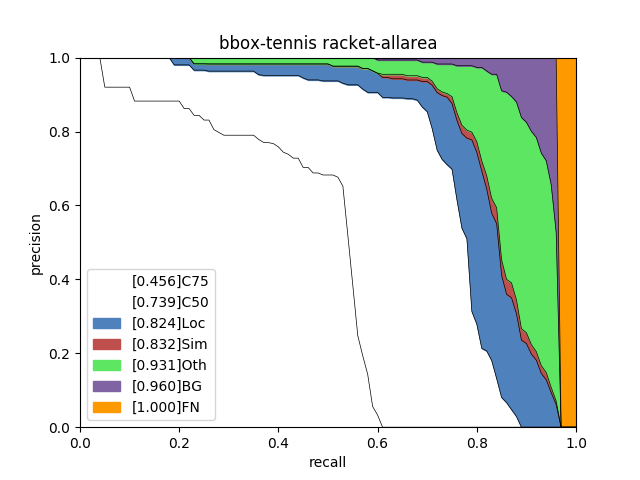 bbox-tennis racket-allarea
1.0
0.8
0.6
0.4
0.2
0.0
precision
[0.456]C75
[0.739]C50
[0.824]Loc
[0.832]Sim
[0.931]Oth
[0.960]BG
[1.000]FN
0.0 0.2 0.4 0.6 0.8 1.0
recall